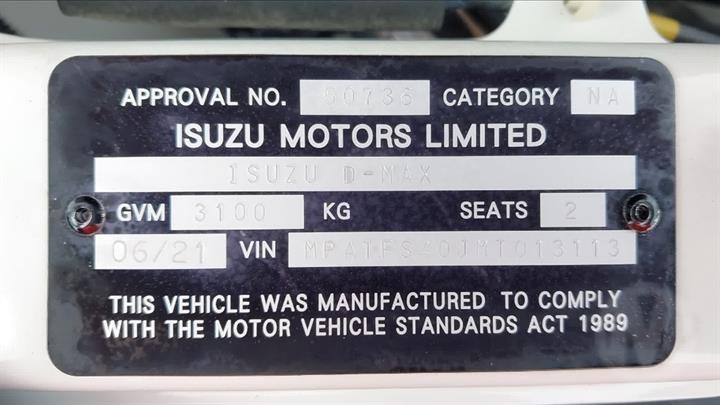 APPROVAL NO. 60736 CATEGORY NA
ISUZU MOTORS LIMITED
ISUZU D-MAX
GVM 3100 KG SEATS 2
06/21 VIN MPATFS40JMT013113
THIS VEHICLE WAS MANUFACTURED TO COMPLY
WITH THE MOTOR VEHICLE STANDARDS ACT 1989